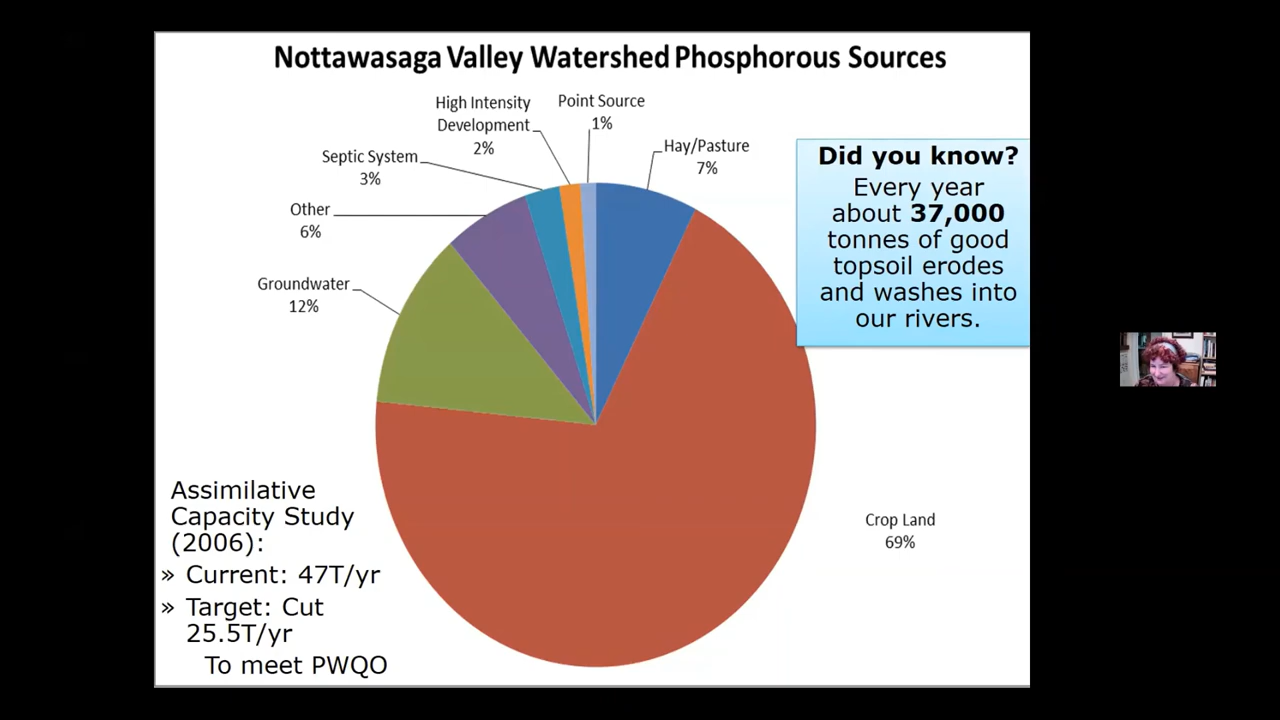 Nottawasaga Valley Watershed Phosphorous Sources
High Intensity
Development
2%
Point Source
1%
Hay/Pasture
7%
Septic System
3%
Other
6%
Groundwater
12%
Crop Land
69%
Did you know?
Every year
about 37,000
tonnes of good
topsoil erodes
and washes into
our rivers.
Assimilative
Capacity Study
(2006):
» Current: 47T/yr
» Target: Cut
25.5T/yr
To meet PWQO